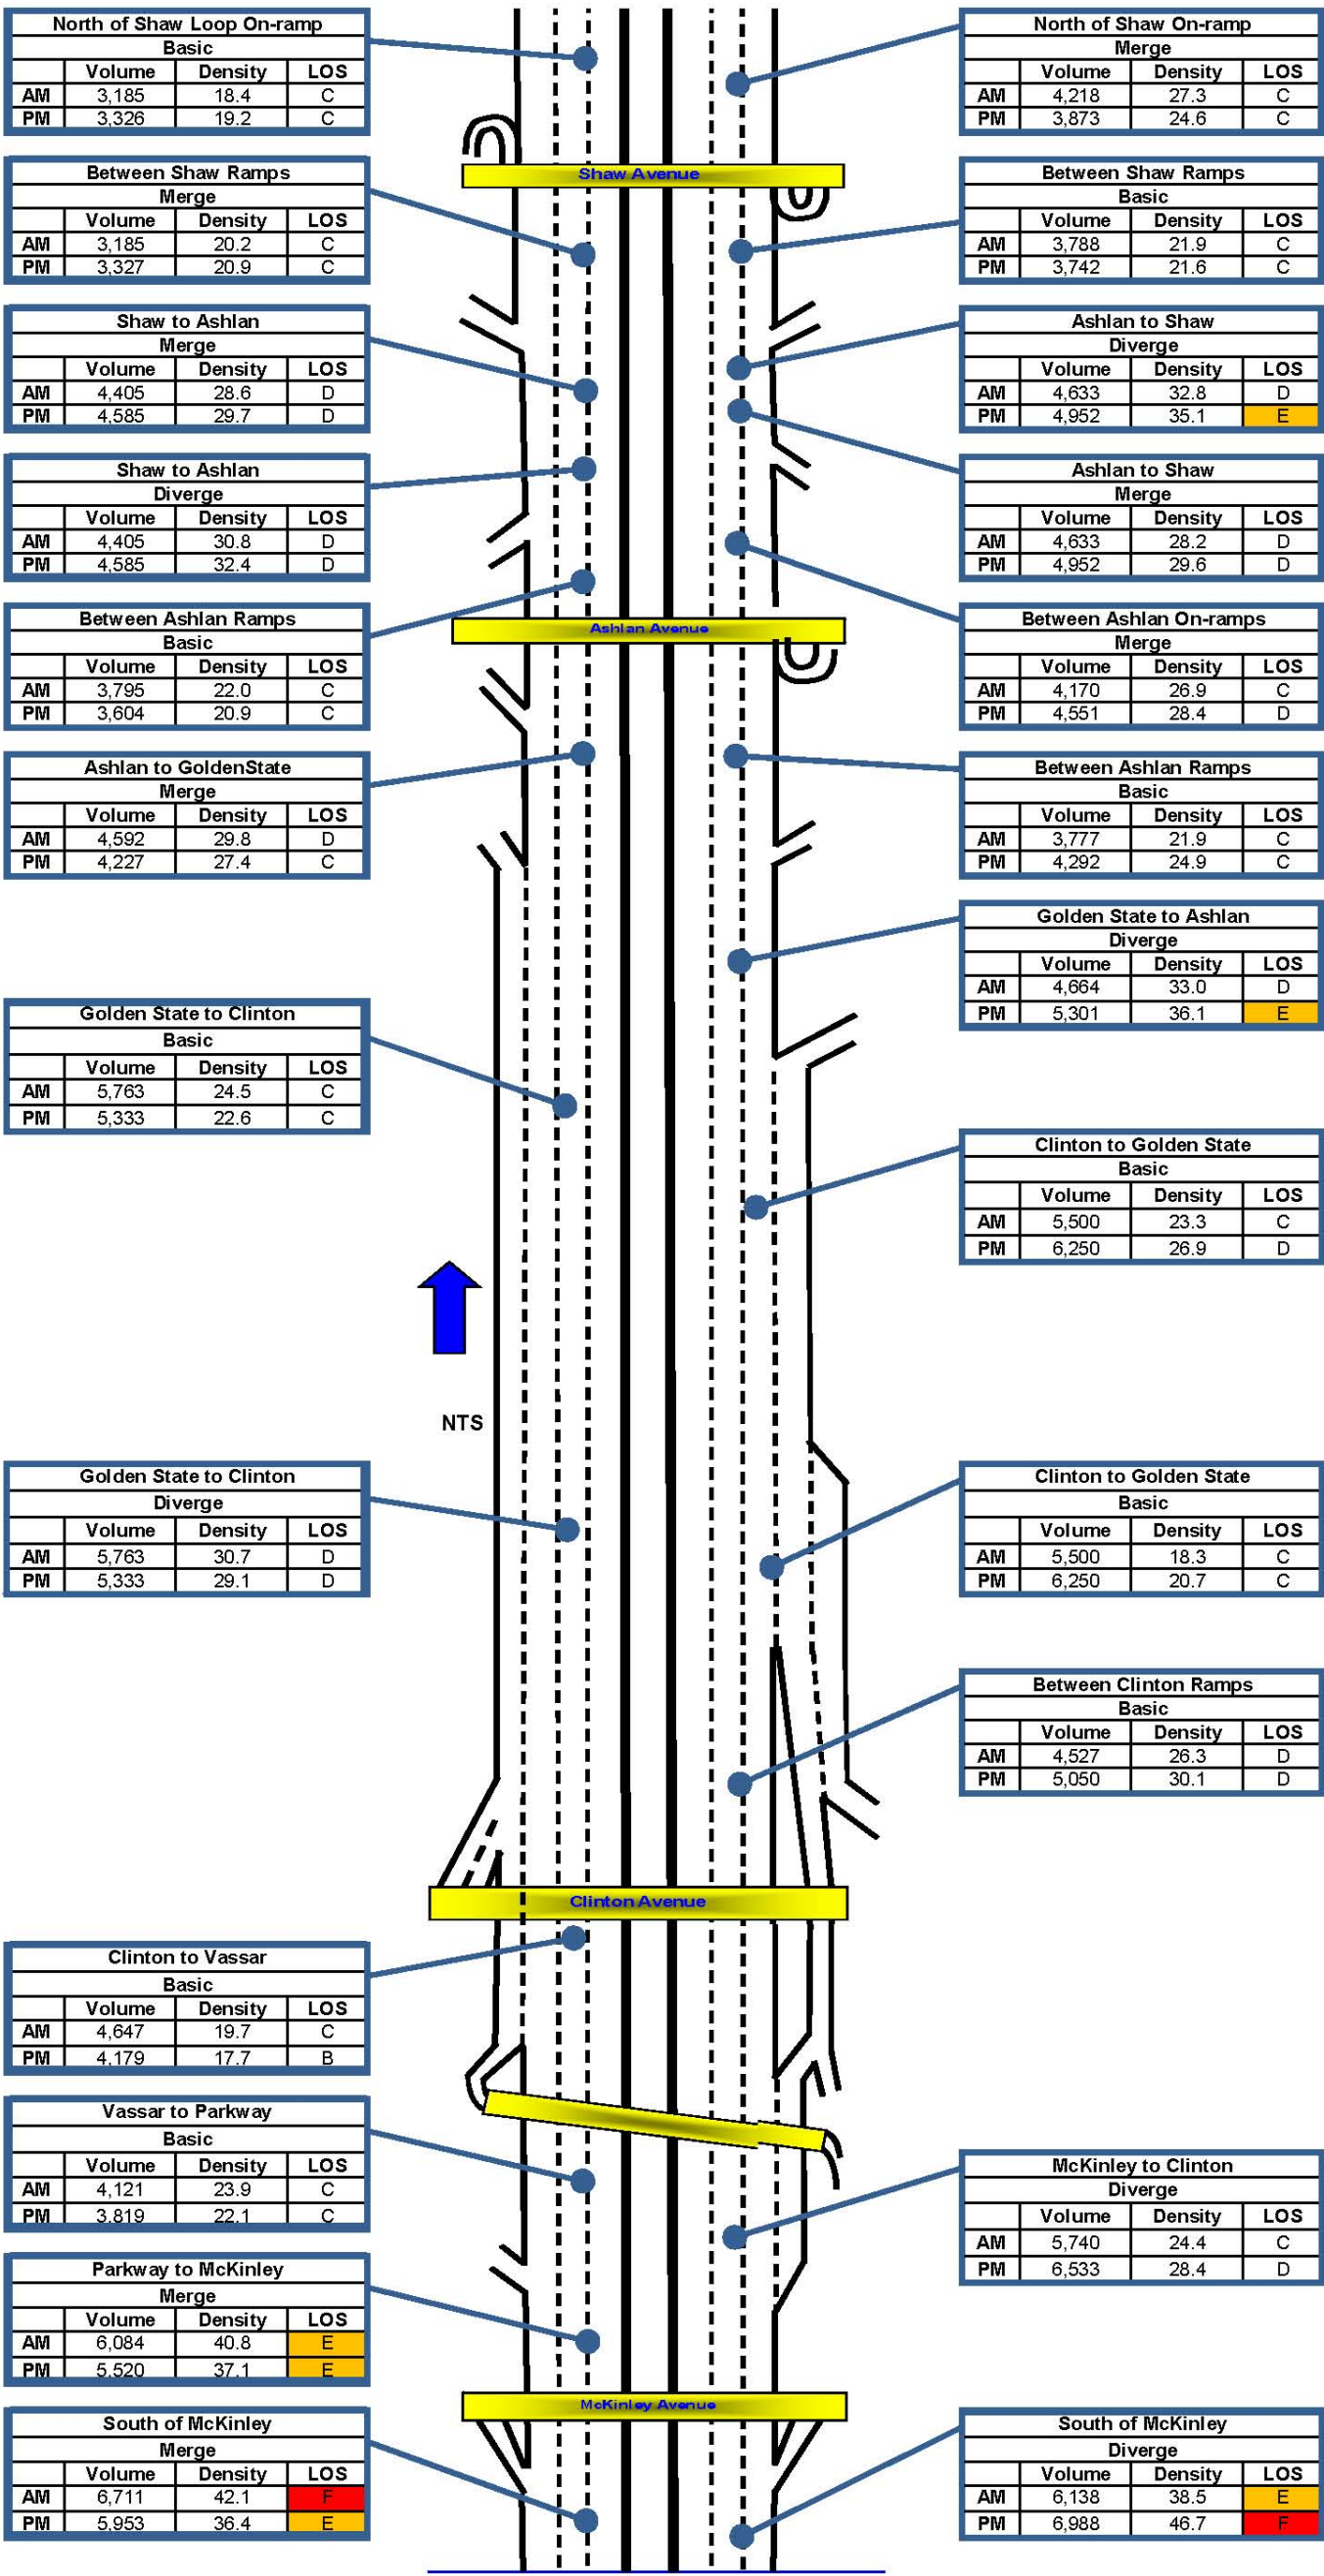 North of Shaw Loop On-ramp
Basic
Volume Density LOS
AM 3,185 18.4 C
PM 3,326 19.2 C
Between Shaw Ramps
Merge
Volume Density LOS
AM 3,185 20.2 C
PM 3,327 20.9 C
Shaw to Ashlan
Merge
Volume Density LOS
AM 4,405 28.6 D
PM 4,585 29.7 D
Shaw to Ashlan
Diverge
Volume Density LOS
AM 4,405 30.8 D
PM 4,585 32.4 D
Between Ashlan Ramps
Basic
Volume Density LOS
AM 3,795 22.0 C
PM 3,604 20.9 C
Ashlan to GoldenState
Merge
Volume Density LOS
AM 4,592 29.8 D
PM 4,227 27.4 C
Golden State to Clinton
Basic
Volume Density LOS
AM 5,763 24.5 C
PM 5,333 22.6 C
Golden State to Clinton
Diverge
Volume Density LOS
AM 5,763 30.7 D
PM 5,333 29.1 D
Clinton to Vassar
Basic
Volume Density LOS
AM 4,647 19.7 C
PM 4,179 17.7 B
Vassar to Parkway
Basic
Volume Density LOS
AM 4,121 23.9 C
PM 3,819 22.1 C
Parkway to McKinley
Merge
Volume Density LOS
AM 6,084 40.8 E
PM 5,520 37.1 E
South of McKinley
Merge
Volume Density LOS
AM 6,711 42.1 F
PM 5,953 36.4 E
Shaw Avenue
Ashlan Avenue
NTS
Clinton Avenue
McKinley Avenue
North of Shaw On-ramp
Merge
Volume Density LOS
AM 4,218 27.3 C
PM 3,873 24.6 C
Between Shaw Ramps
Basic
Volume Density LOS
AM 3,788 21.9 C
PM 3,742 21.6 C
Ashlan to Shaw
Diverge
Volume Density LOS
AM 4,633 32.8 D
PM 4,952 35.1 E
Ashlan to Shaw
Merge
Volume Density LOS
AM 4,633 28.2 D
PM 4,952 29.6 D
Between Ashlan On-ramps
Merge
Volume Density LOS
AM 4,170 26.9 C
PM 4,551 28.4 D
Between Ashlan Ramps
Basic
Volume Density LOS
AM 3,777 21.9 C
PM 4,292 24.9 C
Golden State to Ashlan
Diverge
Volume Density LOS
AM 4,664 33.0 D
PM 5,301 36.1 E
Clinton to Golden State
Basic
Volume Density LOS
AM 5,500 23.3 C
PM 6,250 26.9 D
Clinton to Golden State
Basic
Volume Density LOS
AM 5,500 18.3 C
PM 6,250 20.7 C
Between Clinton Ramps
Basic
Volume Density LOS
AM 4,527 26.3 D
PM 5,050 30.1 D
McKinley to Clinton
Diverge
Volume Density LOS
AM 5,740 24.4 C
PM 6,533 28.4 D
South of McKinley
Diverge
Volume Density LOS
AM 6,138 38.5 E
PM 6,988 46.7 F